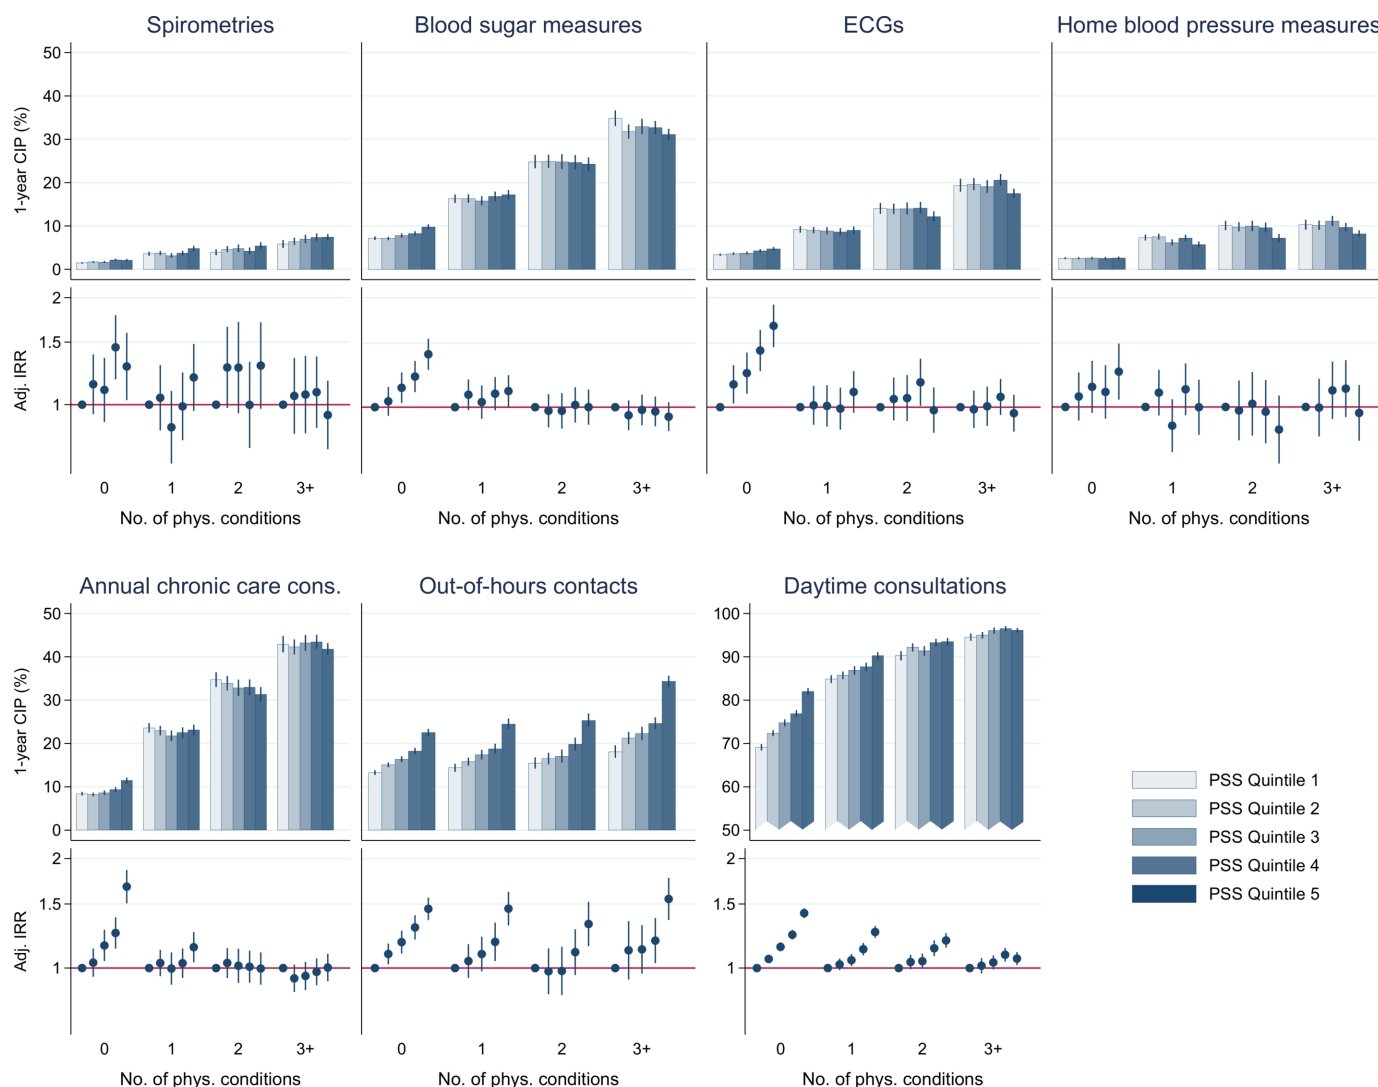 Spirometries
Blood sugar measures
ECGs
Home blood pressure measures
1-year CIP (%)
50
40
30
20
10
0
Adj. IRR
2
1.5
1
0 1 2 3+
0 1 2 3+
0 1 2 3+
0 1 2 3+
No. of phys. conditions
No. of phys. conditions
No. of phys. conditions
No. of phys. conditions
Annual chronic care cons.
Out-of-hours contacts
Daytime consultations
1-year CIP (%)
50
40
30
20
10
0
100
90
80
70
60
50
Adj. IRR
2
1.5
1
2
1.5
1
0 1 2 3+
0 1 2 3+
0 1 2 3+
No. of phys. conditions
No. of phys. conditions
No. of phys. conditions
PSS Quintile 1
PSS Quintile 2
PSS Quintile 3
PSS Quintile 4
PSS Quintile 5